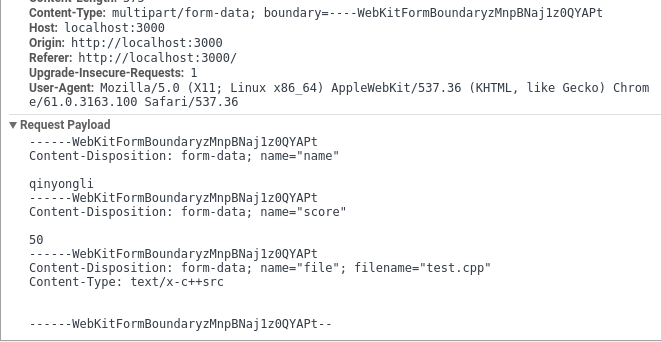 Content-Type: multipart/form-data; boundary=----WebKitFormBoundaryzMnpBNaj1z0QYAPt
Host: localhost:3000
Origin: http://localhost:3000
Referer: http://localhost:3000/
Upgrade-Insecure-Requests: 1
User-Agent: Mozilla/5.0 (X11; Linux x86_64) AppleWebKit/537.36 (KHTML, like Gecko) Chrom
e/61.0.3163.100 Safari/537.36
▼ Request Payload
------WebKitFormBoundaryzMnpBNaj1z0QYAPt
Content-Disposition: form-data; name="name"
qinyongli
------WebKitFormBoundaryzMnpBNaj1z0QYAPt
Content-Disposition: form-data; name="score"
50
------WebKitFormBoundaryzMnpBNaj1z0QYAPt
Content-Disposition: form-data; name="file"; filename="test.cpp"
Content-Type: text/x-c++src
------WebKitFormBoundaryzMnpBNaj1z0QYAPt--